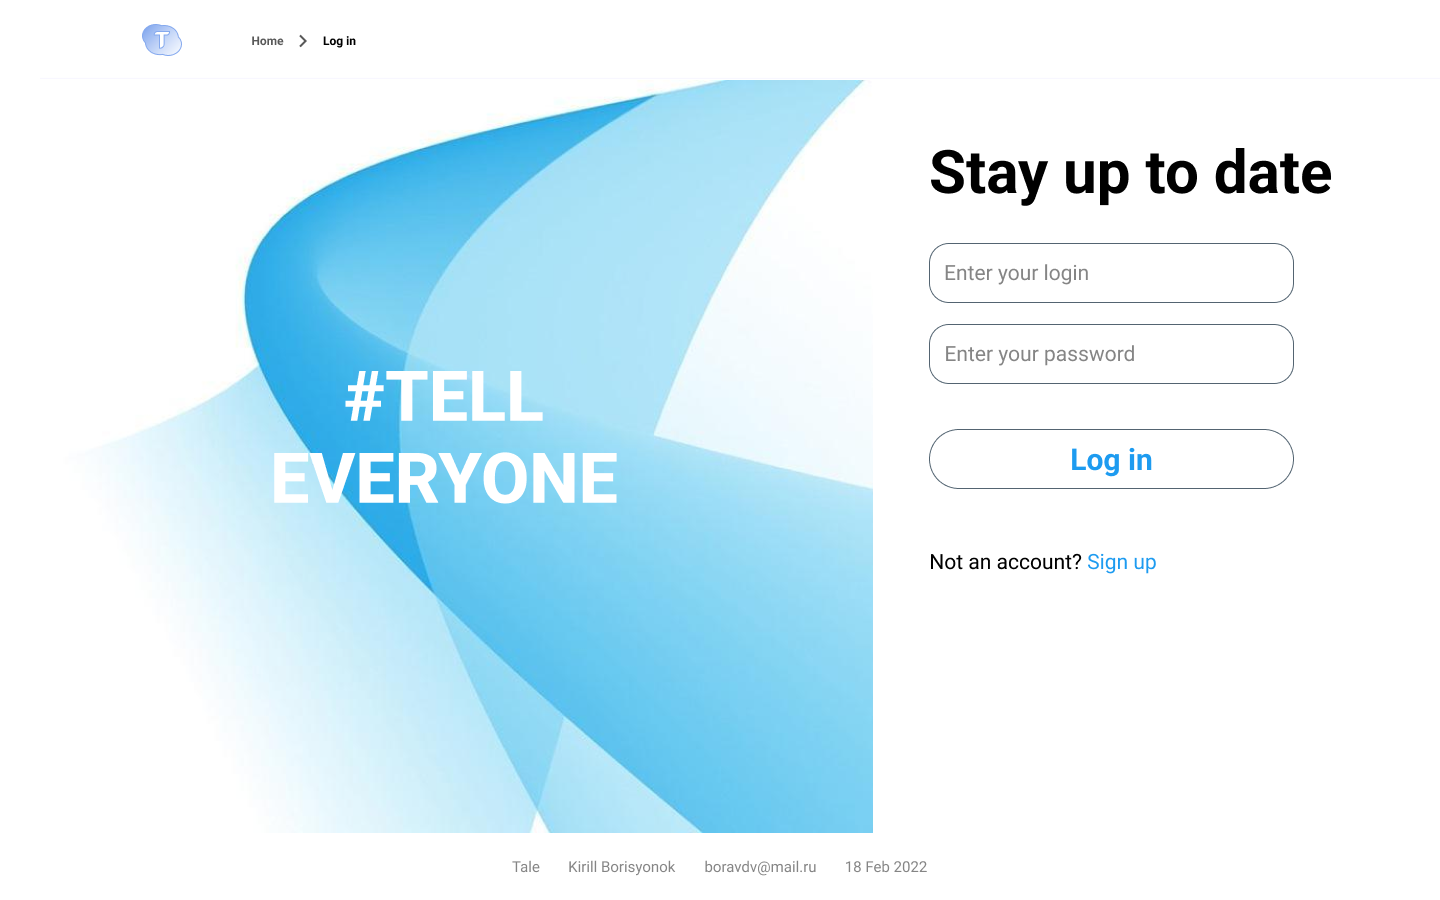 T
Home Log in
Stay up to date
Enter your login
Enter your password
Log in
Not an account? Sign up
#TELL
EVERYONE
Tale Kirill Borisyonok boravdv@mail.ru 18 Feb 2022